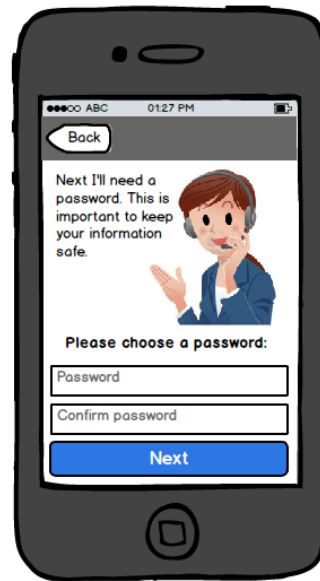 ABC 01:27 PM
Back
Next I'll need a
password. This is
important to keep
your information
safe.
Please choose a password:
Password
Confirm password
Next